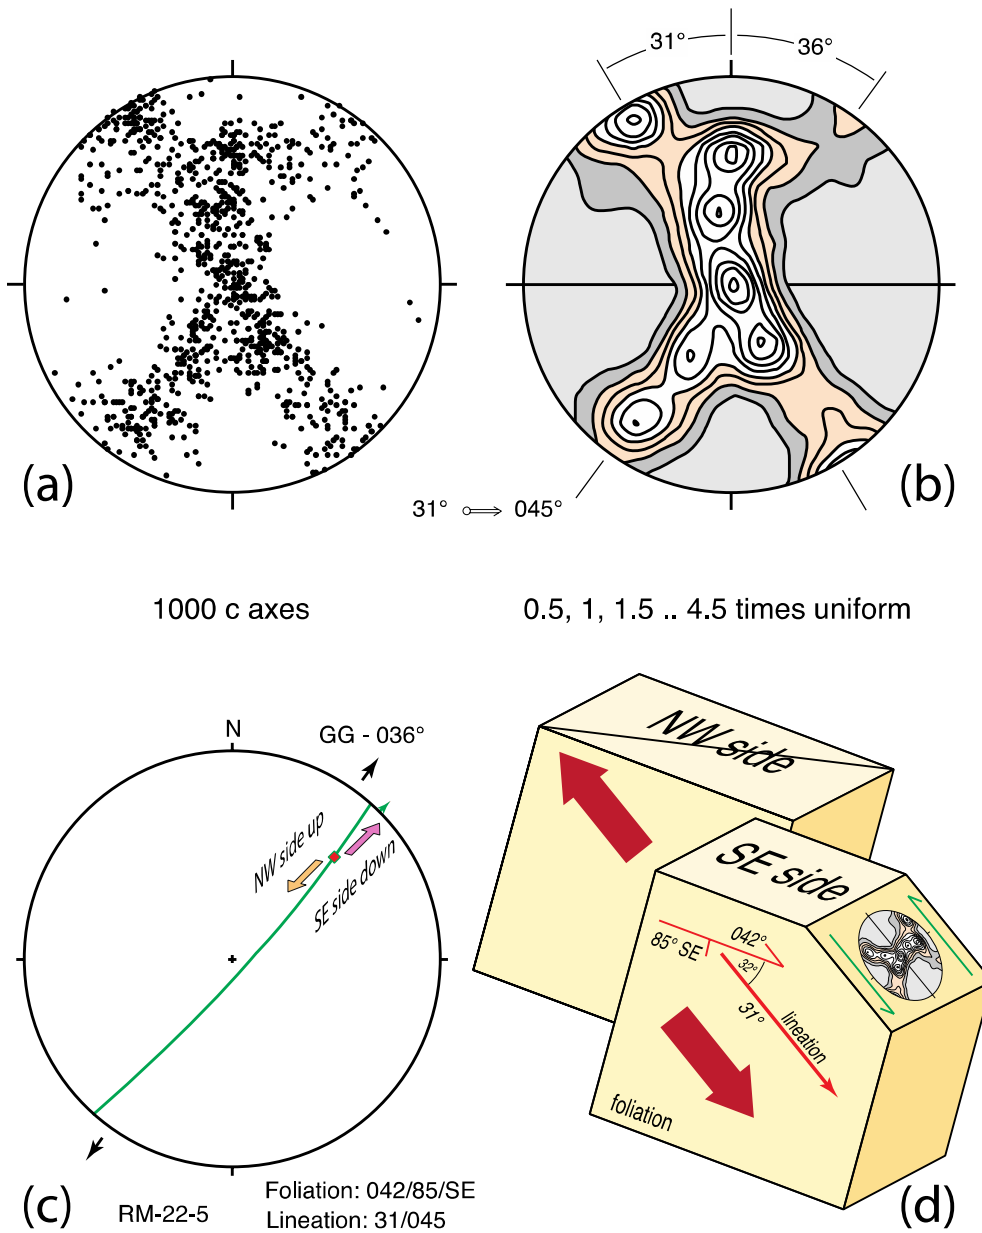 31°
36°
(a)
(b)
31° 045°
1000 c axes
0.5, 1, 1.5 .. 4.5 times uniform
N
GG - 036°
NW side up
SE side down
(c)
RM-22-5
Foliation: 042/85/SE
Lineation: 31/045
NW side
SE side
042°
85° SE
32°
31°
lineation
foliation
(d)